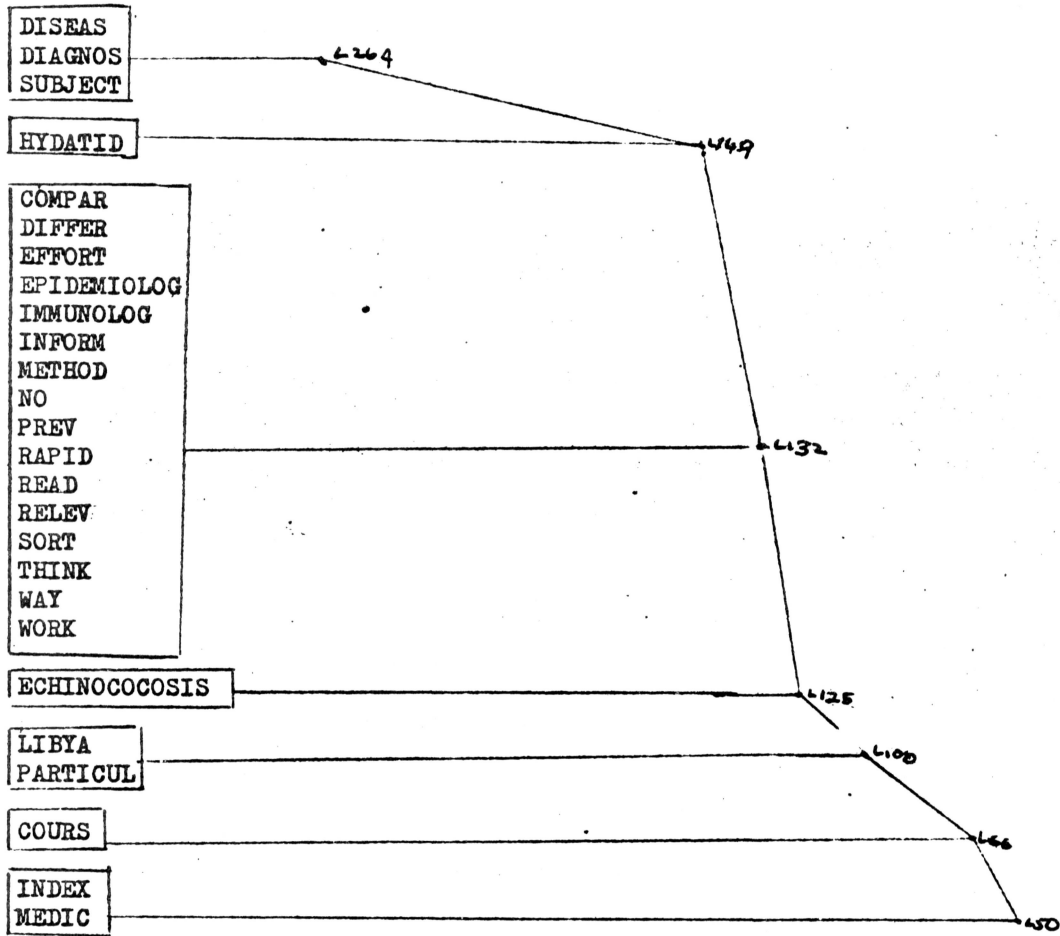 DISEAS
DIAGNOS
SUBJECT
L264
HYDATID
COMPAR
DIFFER
EFFORT
EPIDEMIOLOG
IMMUNOLOG
INFORM
METHOD
NO
PREV
RAPID
READ
RELEV
SORT
THINK
WAY
WORK
L132
ECHINOCOCOSIS
L125
LIBYA
PARTICUL
L100
COURS
L66
INDEX
MEDIC
L50